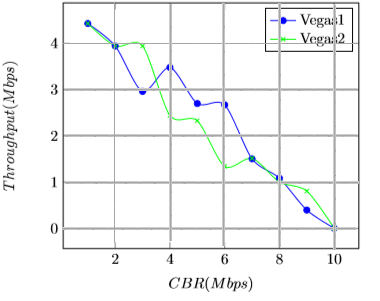 Vegas1
Vegas2
4
3
2
1
0
Throughput(Mbps)
2 4 6 8 10
CBR(Mbps)